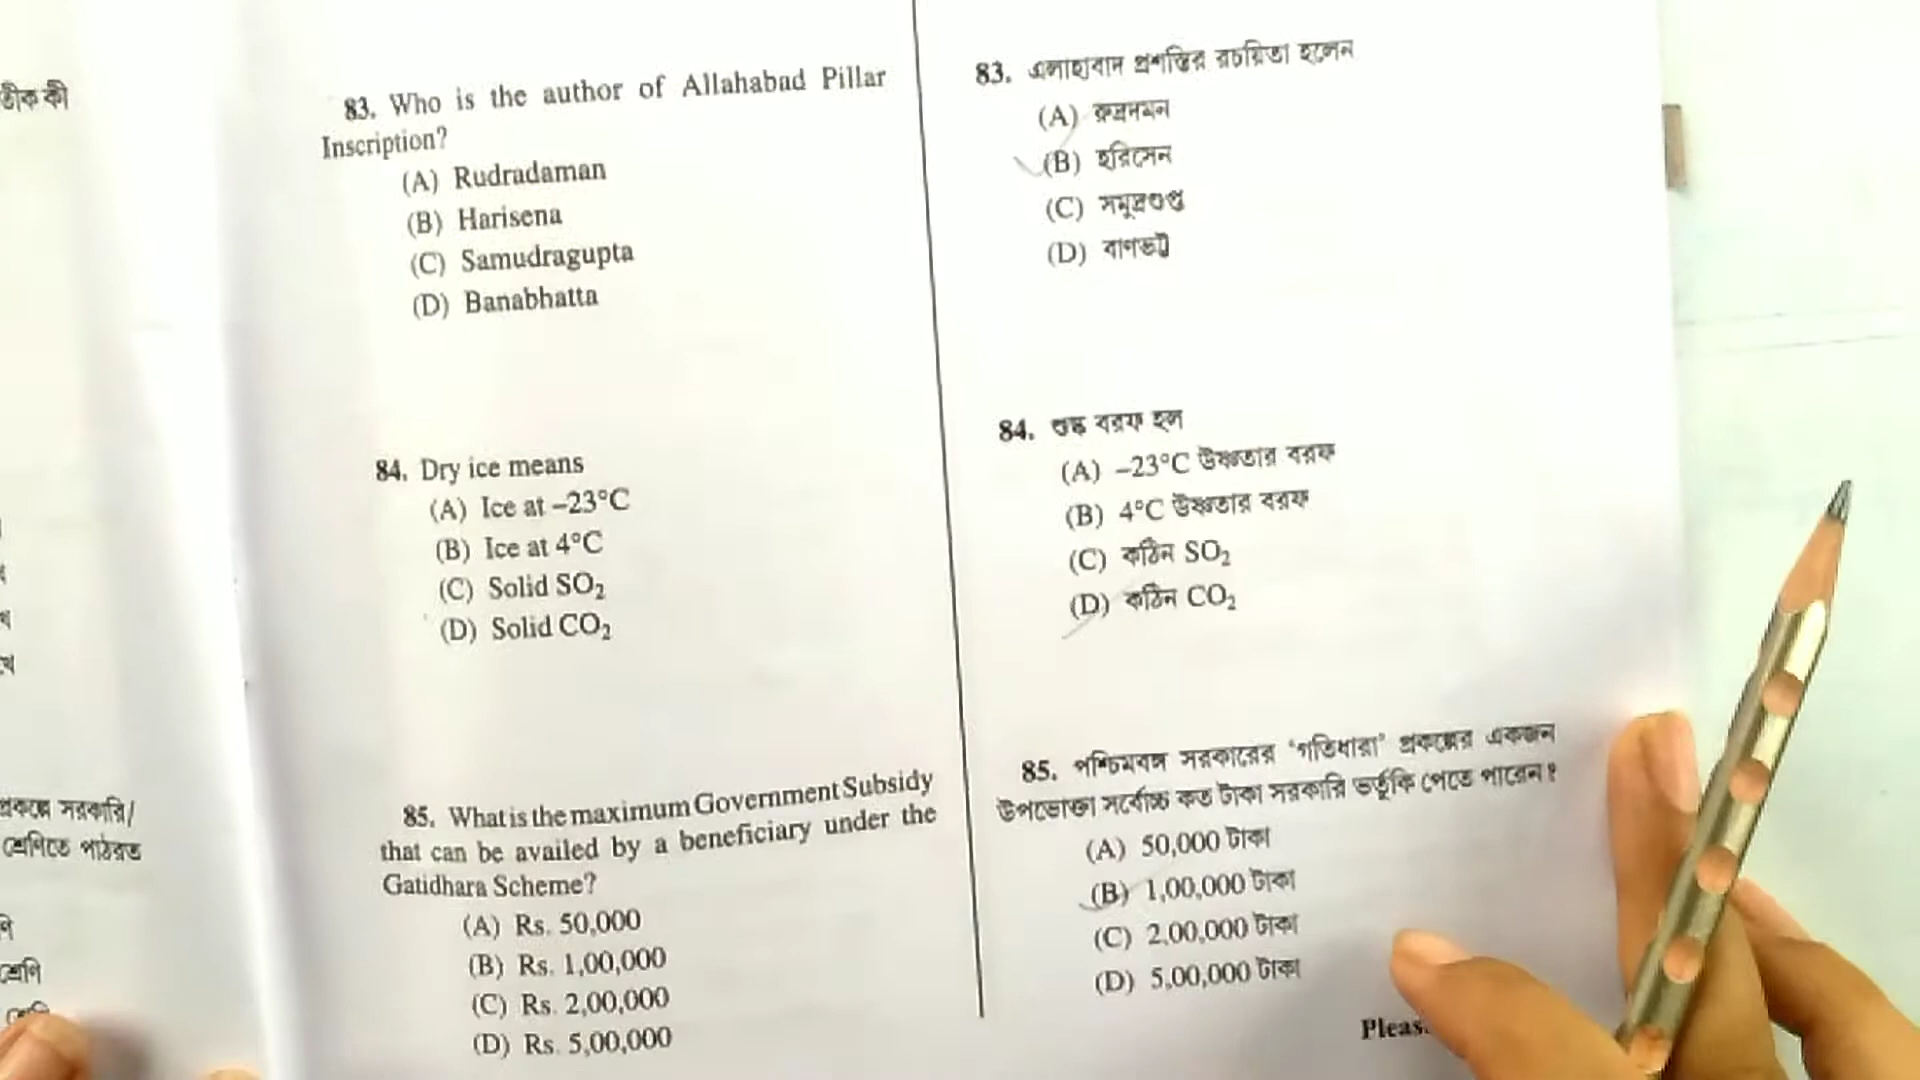 ठीक की
83. Who is the author of Allahabad Pillar
Inscription?
(A) Rudradaman
(B) Harisena
(C) Samudragupta
(D) Banabhatta
84. Dry ice means
(A) Ice at –23°C
(B) Ice at 4°C
(C) Solid SO₂
(D) Solid CO₂
85. What is the maximum Government Subsidy
that can be availed by a beneficiary under the
Gatidhara Scheme?
(A) Rs. 50,000
(B) Rs. 1,00,000
(C) Rs. 2,00,000
(D) Rs. 5,00,000
83. এলাহাবাদ প্রশস্তির রচয়িতা হলেন
(A) রুদ্রদমন
(B) হরিসেন
(C) সমুদ্রগুপ্ত
(D) বাণভট্ট
84. শুষ্ক বরফ হল
(A) –23°C উষ্ণতার বরফ
(B) 4°C উষ্ণতার বরফ
(C) কঠিন SO₂
(D) কঠিন CO₂
85. পশ্চিমবঙ্গ সরকারের ‘গতিধারা’ প্রকল্পের একজন
উপভোক্তা সর্বোচ্চ কত টাকা সরকারি ভর্তুকি পেতে পারেন?
(A) 50,000 টাকা
(B) 1,00,000 টাকা
(C) 2,00,000 টাকা
(D) 5,00,000 টাকা
প্রকল্পে সরকারি/
শ্রেণিতে পাঠরত
শ্রেণি
Pleas